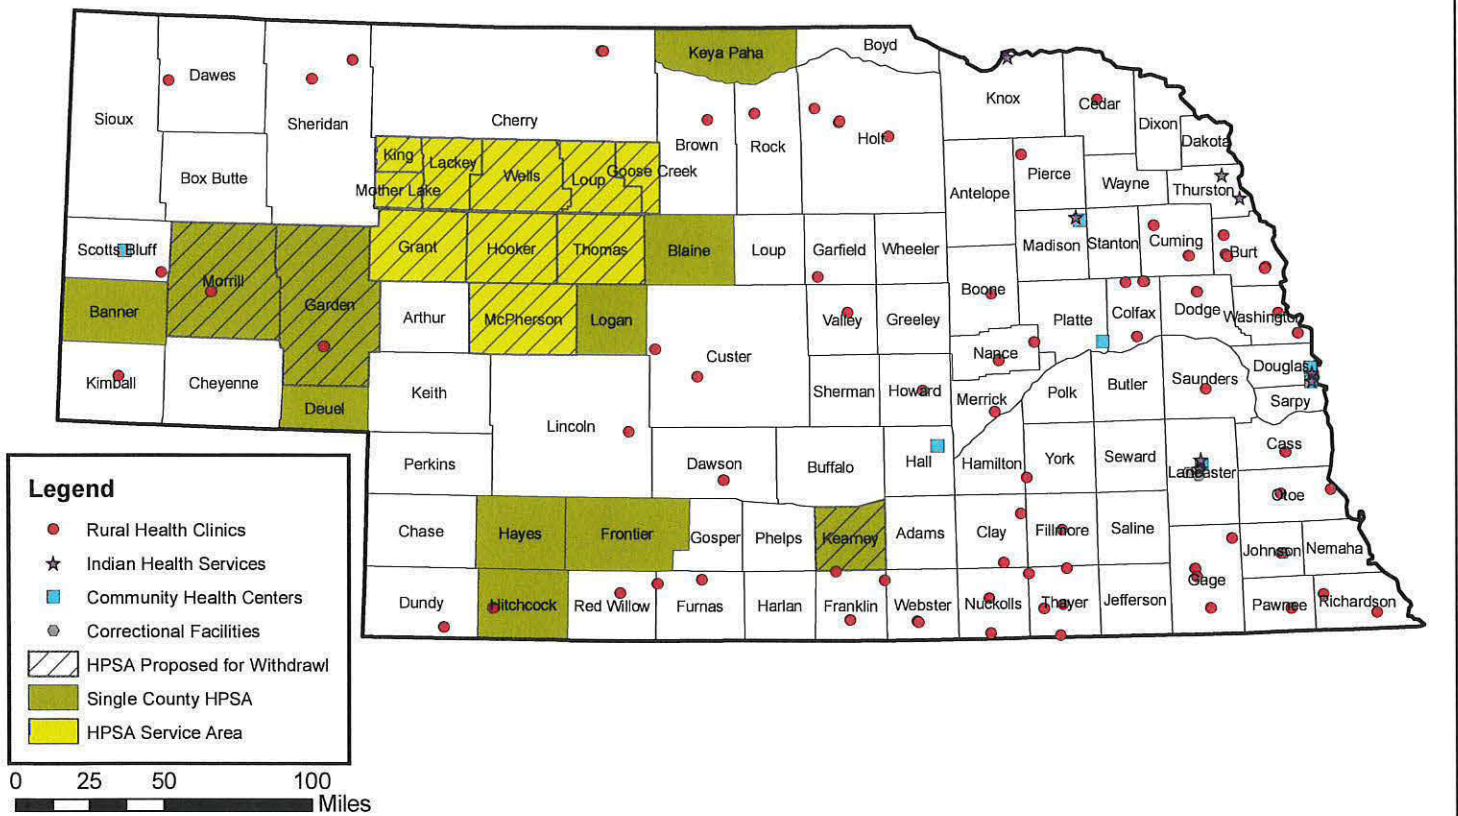 Keya Paha
Boyd
Dawes
Sioux
Sheridan
Cherry
Knox
Cedar
Dixon
Dakota
Brown
Rock
Holt
Box Butte
King
Lackey
Wells
Loup
Goose Creek
Mother Lake
Antelope
Pierce
Wayne
Thurston
Scotts Bluff
Morrill
Garden
Grant
Hooker
Thomas
Blaine
Loup
Garfield
Wheeler
Madison
Stanton
Cuming
Burt
Banner
Arthur
McPherson
Logan
Valley
Greeley
Boone
Platte
Colfax
Dodge
Washington
Kimball
Cheyenne
Deuel
Keith
Custer
Sherman
Howard
Nance
Merrick
Polk
Butler
Saunders
Douglas
Sarpy
Lincoln
Perkins
Dawson
Buffalo
Hall
Hamilton
York
Seward
Lancaster
Cass
Otoe
Chase
Hayes
Frontier
Gosper
Phelps
Kearney
Adams
Clay
Fillmore
Saline
Johnson
Nemaha
Dundy
Hitchcock
Red Willow
Furnas
Harlan
Franklin
Webster
Nuckolls
Thayer
Jefferson
Gage
Pawnee
Richardson
Legend
Rural Health Clinics
Indian Health Services
Community Health Centers
Correctional Facilities
HPSA Proposed for Withdrawl
Single County HPSA
HPSA Service Area
0 25 50 100
Miles